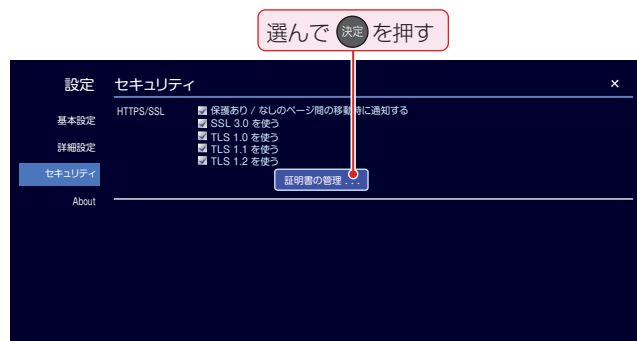 選んで 決定 を押す
設定 セキュリティ ×
基本設定
詳細設定
セキュリティ
About
HTTPS/SSL
保護あり / なしのページ間の移動時に通知する
SSL 3.0 を使う
TLS 1.0 を使う
TLS 1.1 を使う
TLS 1.2 を使う
証明書の管理 . . .